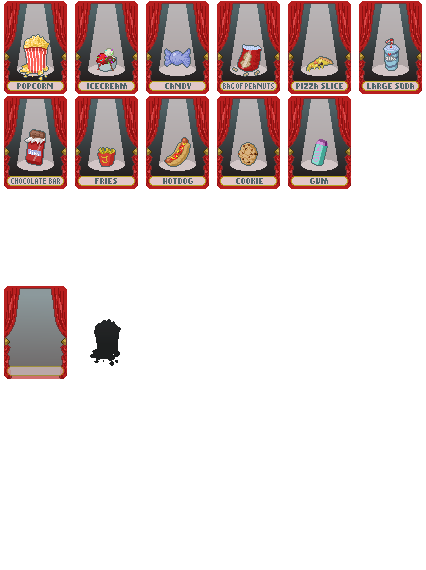 POPCORN
ICECREAM
CANDY
BAG OF PEANUTS
PIZZA SLICE
LARGE SODA
CHOCOLATE BAR
FRIES
HOTDOG
COOKIE
GUM